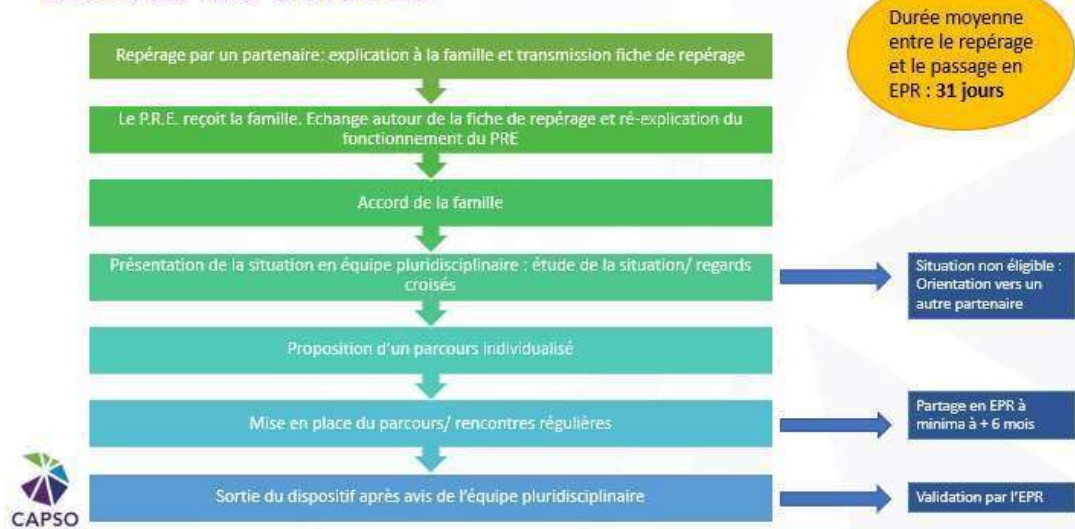 Durée moyenne
entre le repérage
et le passage en
EPR : 31 jours
Repérage par un partenaire: explication à la famille et transmission fiche de repérage
Le P.R.E. reçoit la famille. Echange autour de la fiche de repérage et ré-explication du
fonctionnement du PRE
Accord de la famille
Présentation de la situation en équipe pluridisciplinaire : étude de la situation/ regards
croisés
Situation non éligible :
Orientation vers un
autre partenaire
Proposition d'un parcours individualisé
Mise en place du parcours/ rencontres régulières
Partage en EPR à
minima à + 6 mois
Sortie du dispositif après avis de l'équipe pluridisciplinaire
Validation par l'EPR
CAPSO